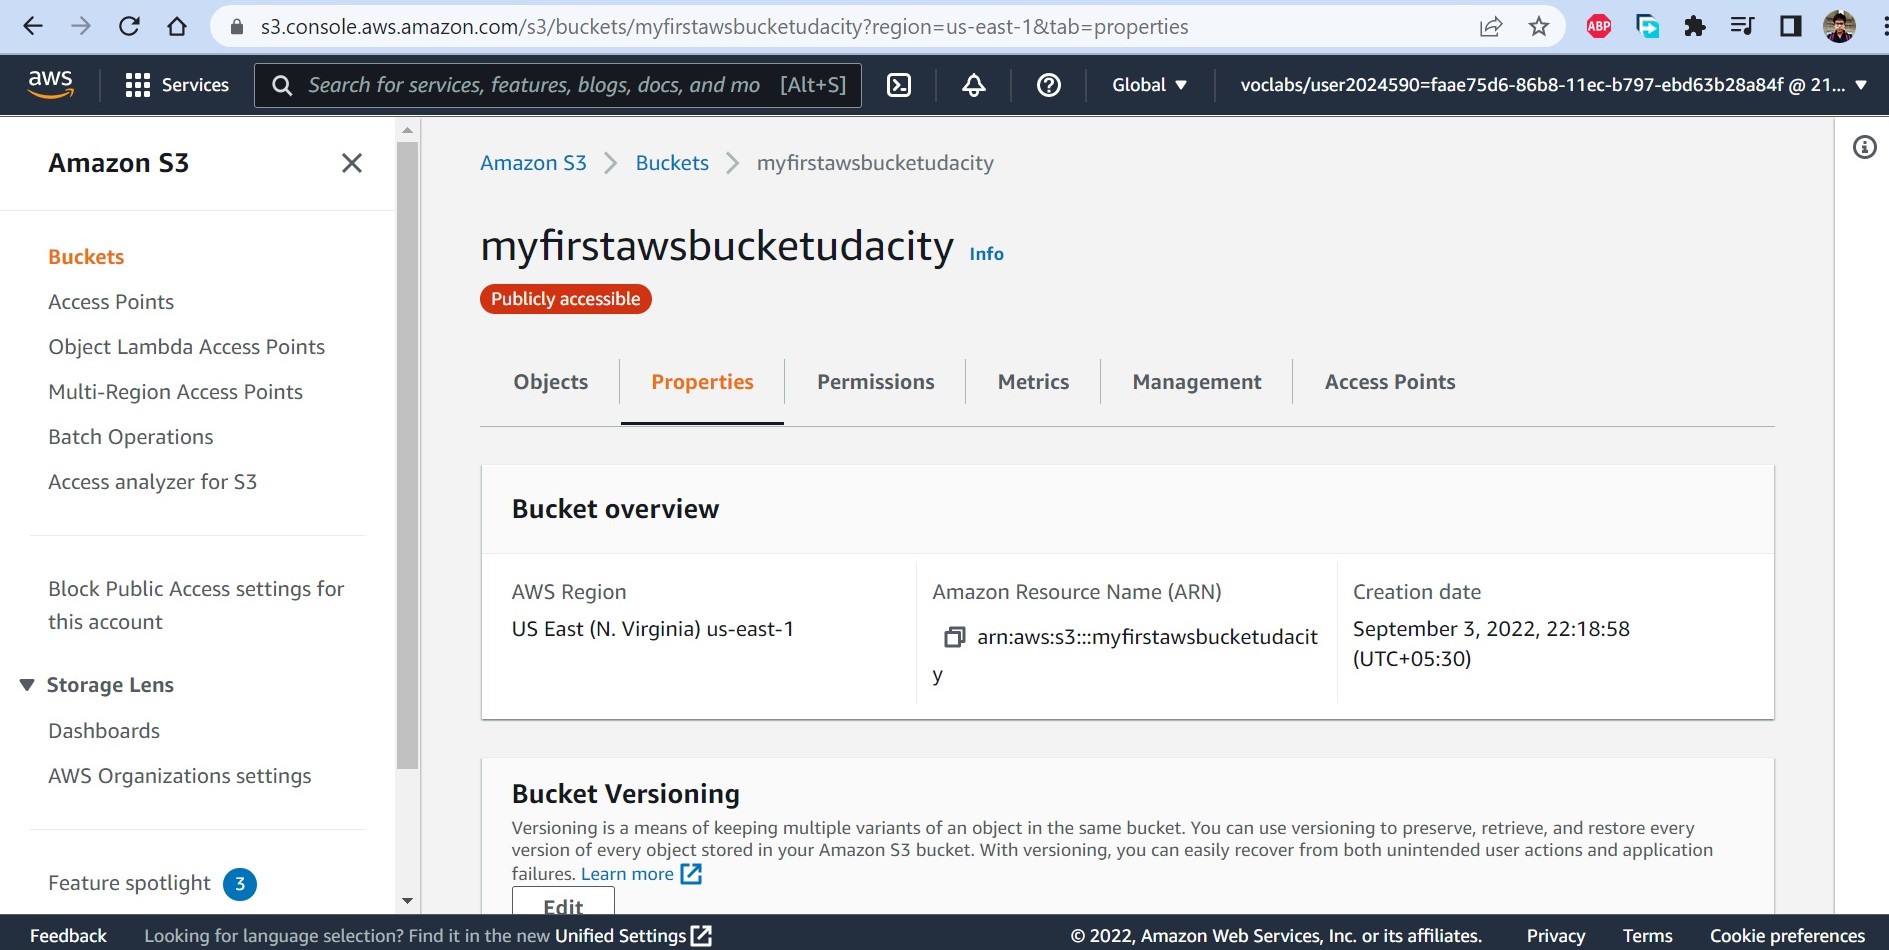 s3.console.aws.amazon.com/s3/buckets/myfirstawsbucketudacity?region=us-east-1&tab=properties
ABP
aws
Services
Search for services, features, blogs, docs, and mo [Alt+S]
Global
voclabs/user2024590=faae75d6-86b8-11ec-b797-ebd63b28a84f @ 21...
Amazon S3
Buckets
Access Points
Object Lambda Access Points
Multi-Region Access Points
Batch Operations
Access analyzer for S3
Block Public Access settings for
this account
Storage Lens
Dashboards
AWS Organizations settings
Feature spotlight 3
Amazon S3 Buckets myfirstawsbucketudacity
myfirstawsbucketudacity Info
Publicly accessible
Objects Properties Permissions Metrics Management Access Points
Bucket overview
AWS Region
US East (N. Virginia) us-east-1
Amazon Resource Name (ARN)
arn:aws:s3:::myfirstawsbucketudacit
y
Creation date
September 3, 2022, 22:18:58
(UTC+05:30)
Bucket Versioning
Versioning is a means of keeping multiple variants of an object in the same bucket. You can use versioning to preserve, retrieve, and restore every
version of every object stored in your Amazon S3 bucket. With versioning, you can easily recover from both unintended user actions and application
failures. Learn more
Edit
Feedback Looking for language selection? Find it in the new Unified Settings © 2022, Amazon Web Services, Inc. or its affiliates. Privacy Terms Cookie preferences